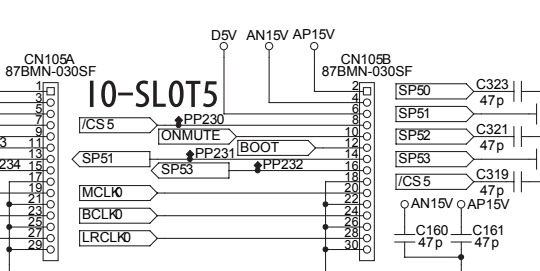 D5V AN15V AP15V
CN105A
87BMN-030SF
CN105B
87BMN-030SF
IO-SLOT5
1
3
5
7
9
11
13
15
17
19
21
23
25
27
29
2
4
6
8
10
12
14
16
18
20
22
24
26
28
30
/CS5
PP230
ONMUTE
BOOT
SP51
PP231
SP53
PP232
MCLK0
BCLK0
LRCLK0
3
234
SP50
C323
47p
SP51
SP52
C321
47p
SP53
/CS5
C319
47p
AN15V AP15V
C160
47p
C161
47p